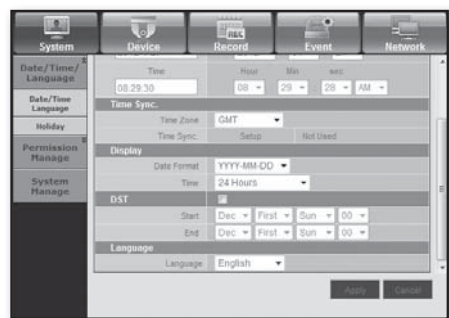 System Device Record Event Network
REC
Date/Time/
Language
Date/Time
Language
Holiday
Permission
Manage
System
Manage
Time Hour Min sec
08.29.30 08 29 28 AM
Time Sync.
Time Zone GMT
Time Sync. Setup Not Used
Display
Date Format YYYY-MM-DD
Time 24 Hours
DST
Start Dec First Sun 00
End Dec First Sun 00
Language
Language English
Apply Cancel